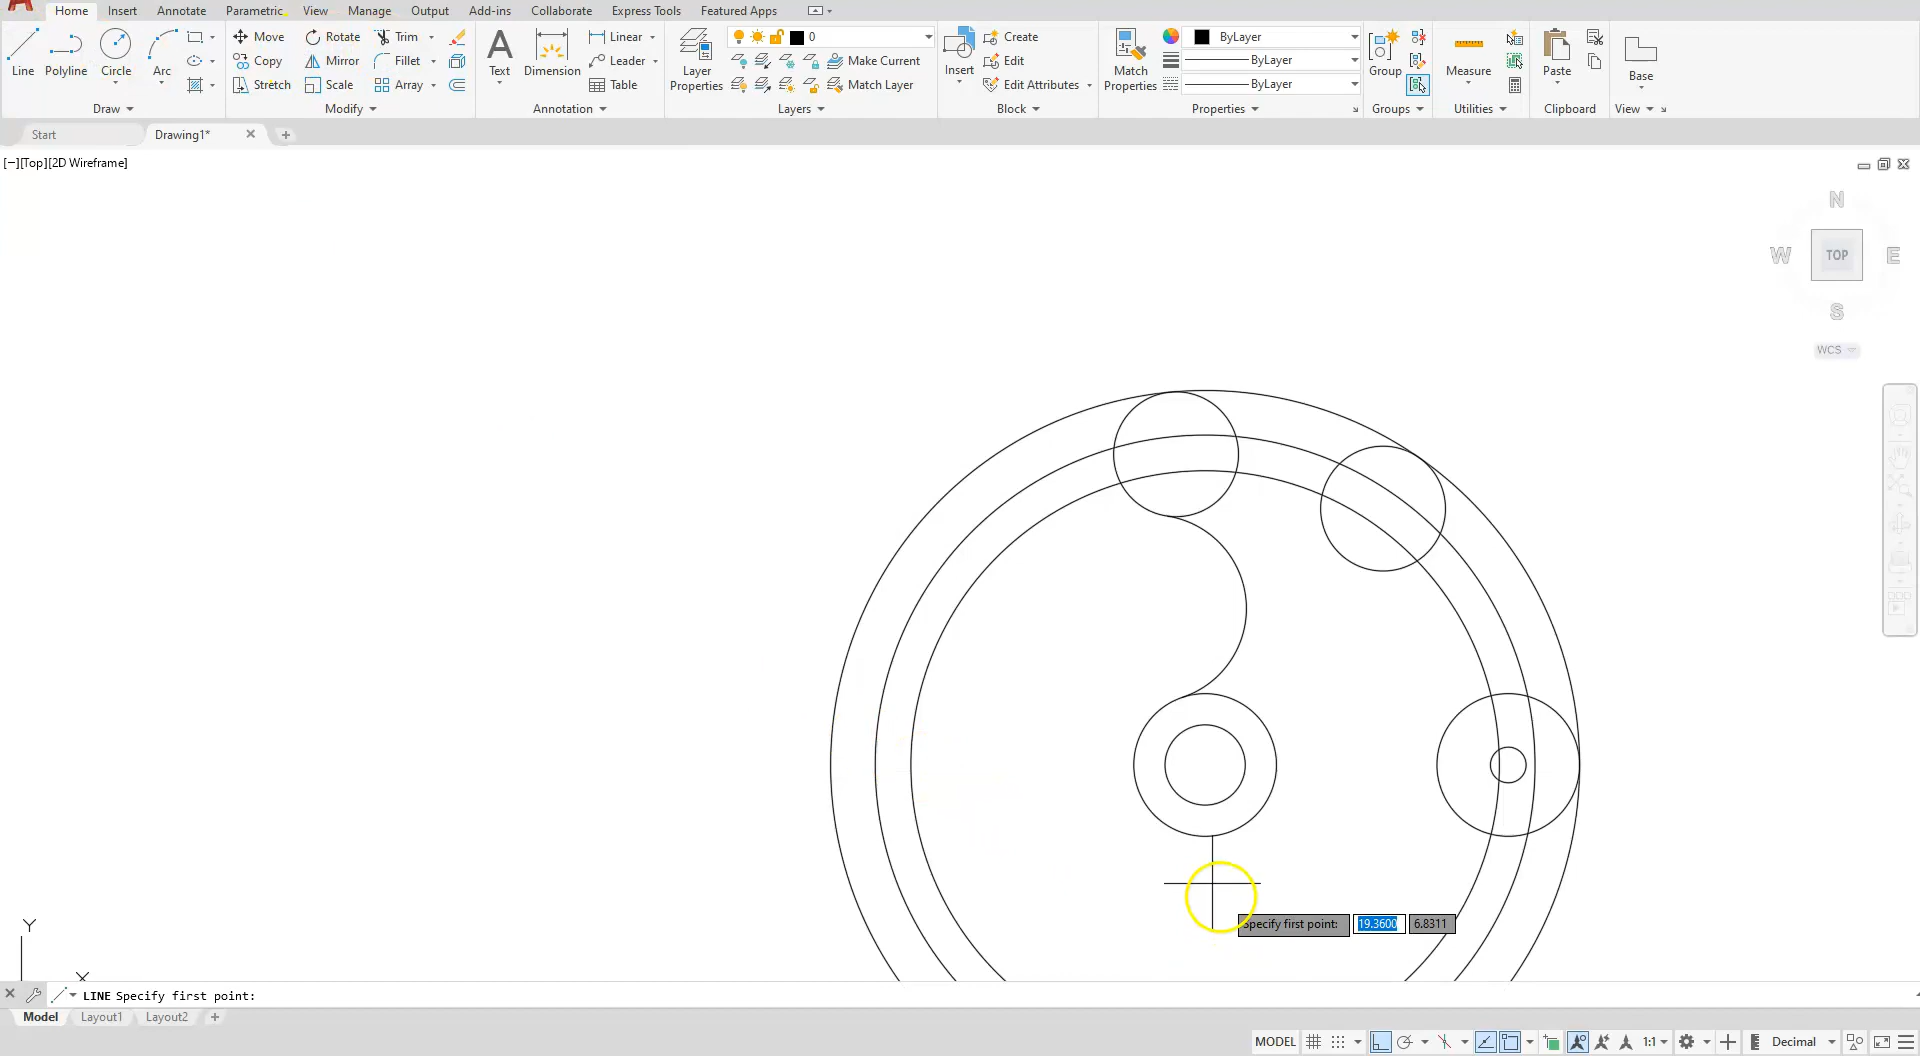 Home Insert Annotate Parametric View Manage Output Add-ins Collaborate Express Tools Featured Apps
Line Polyline Circle Arc
Move Rotate Trim
Copy Mirror Fillet
Stretch Scale Array
Text Dimension
Linear
Leader
Table
Layer Properties
0
Make Current
Match Layer
Insert
Create
Edit
Edit Attributes
Match Properties
ByLayer
ByLayer
ByLayer
Group
Measure
Paste
Base
Draw Modify Annotation Layers Block Properties Groups Utilities Clipboard View
Start Drawing1*
[−][Top][2D Wireframe]
N
W TOP E
S
WCS
Specify first point: 19.3600 6.8311
Y
X
LINE Specify first point:
Model Layout1 Layout2
MODEL 1:1 Decimal